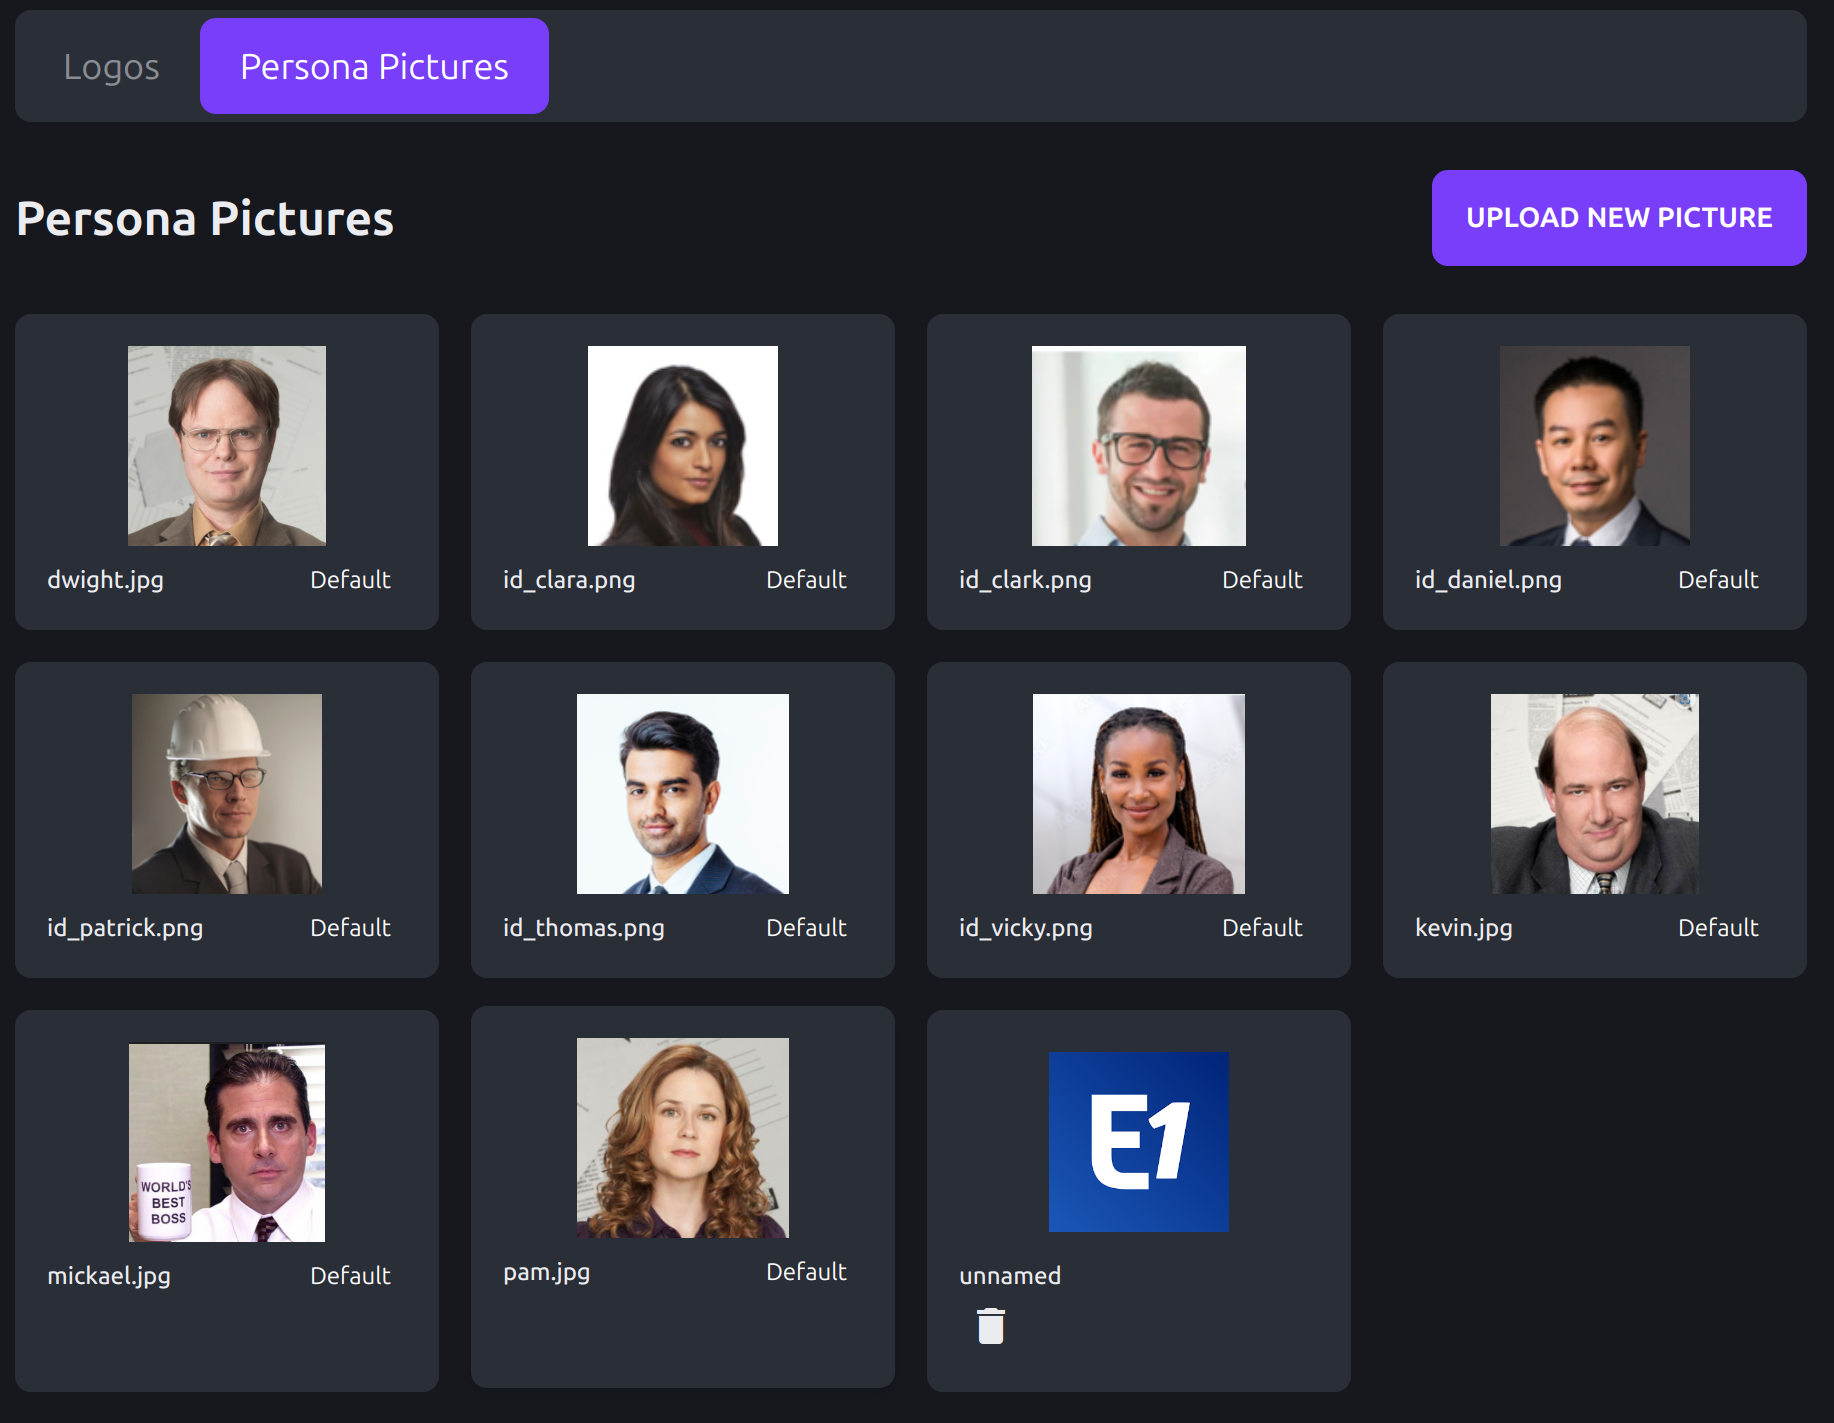 Logos
Persona Pictures
Persona Pictures
UPLOAD NEW PICTURE
dwight.jpg Default
id_clara.png Default
id_clark.png Default
id_daniel.png Default
id_patrick.png Default
id_thomas.png Default
id_vicky.png Default
kevin.jpg Default
WORLD'S
BEST
BOSS
mickael.jpg Default
pam.jpg Default
E1
unnamed